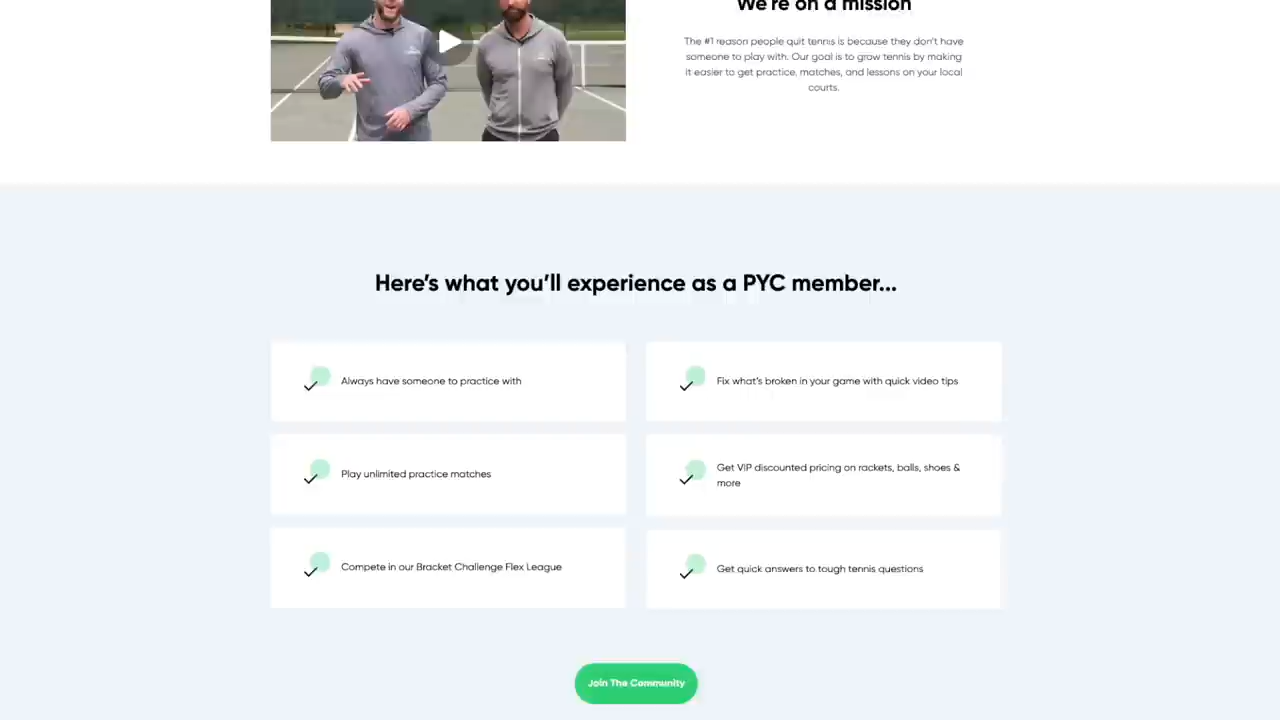 We're on a mission
The #1 reason people quit tennis is because they don't have
someone to play with. Our goal is to grow tennis by making
it easier to get practice, matches, and lessons on your local
courts.
Here's what you'll experience as a PYC member...
Always have someone to practice with
Fix what's broken in your game with quick video tips
Play unlimited practice matches
Get VIP discounted pricing on rackets, balls, shoes &
more
Compete in our Bracket Challenge Flex League
Get quick answers to tough tennis questions
Join The Community